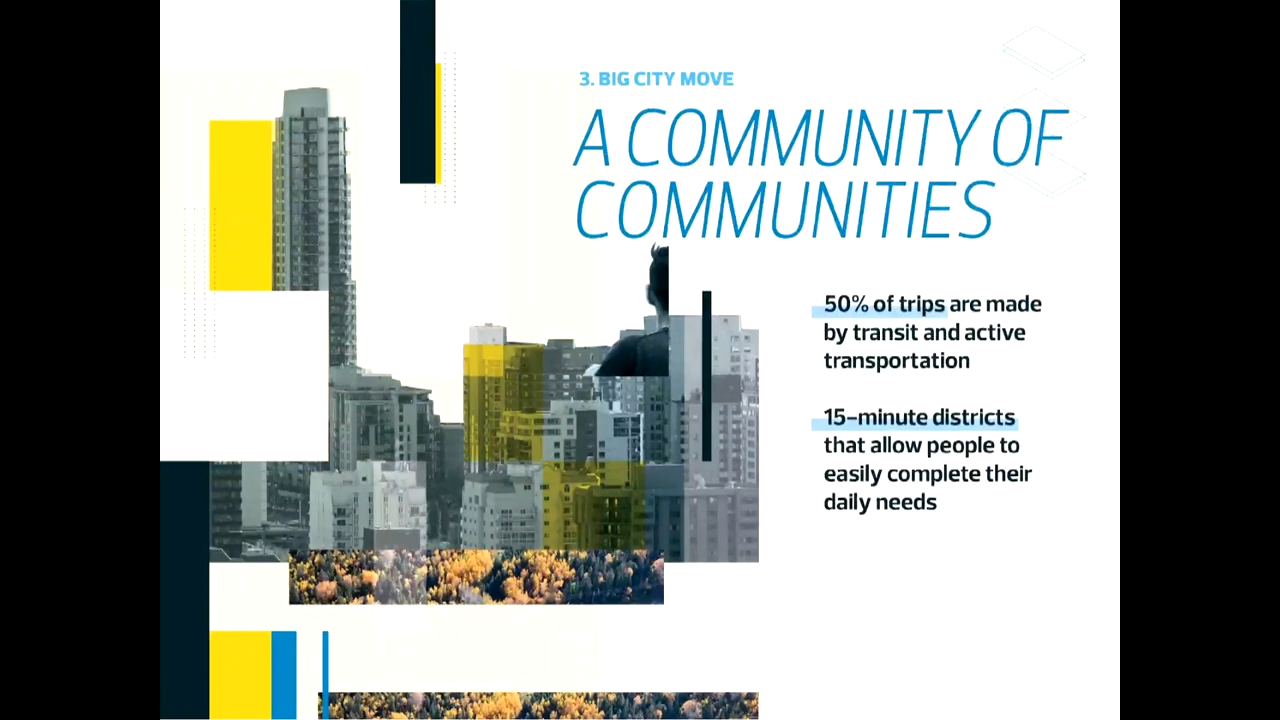 3. BIG CITY MOVE
A COMMUNITY OF
COMMUNITIES
50% of trips are made
by transit and active
transportation
15-minute districts
that allow people to
easily complete their
daily needs